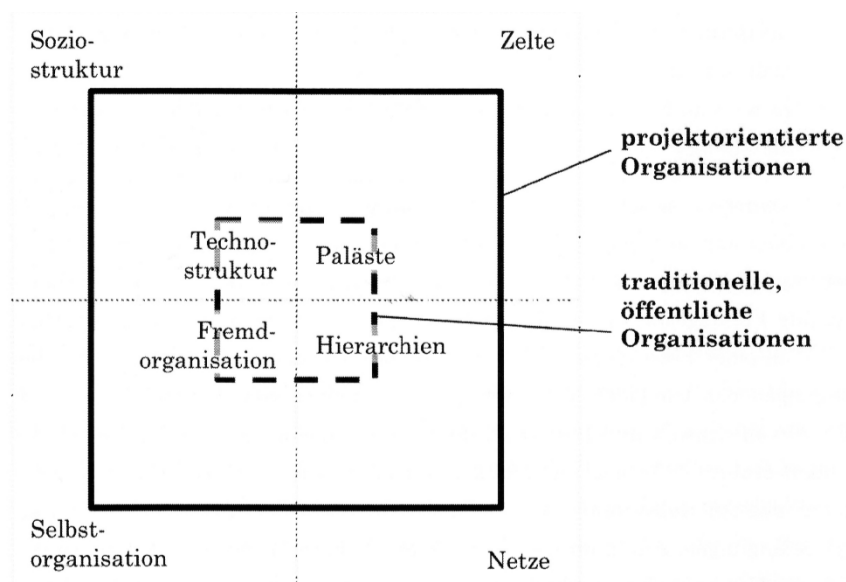 Sozio-
struktur
Zelte
projektorientierte
Organisationen
Techno-
struktur
Paläste
traditionelle,
öffentliche
Organisationen
Fremd-
organisation
Hierarchien
Selbst-
organisation
Netze